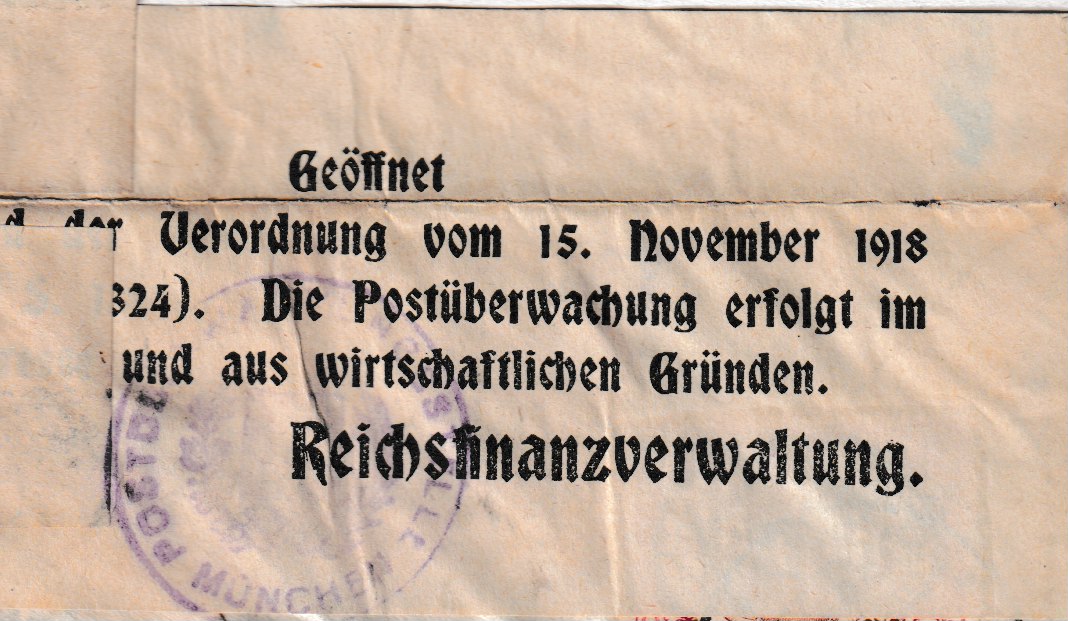 Geöffnet
der Verordnung vom 15. November 1918
324). Die Postüberwachung erfolgt im
und aus wirtschaftlichen Gründen.
Reichsfinanzverwaltung.
MÜNCHEN